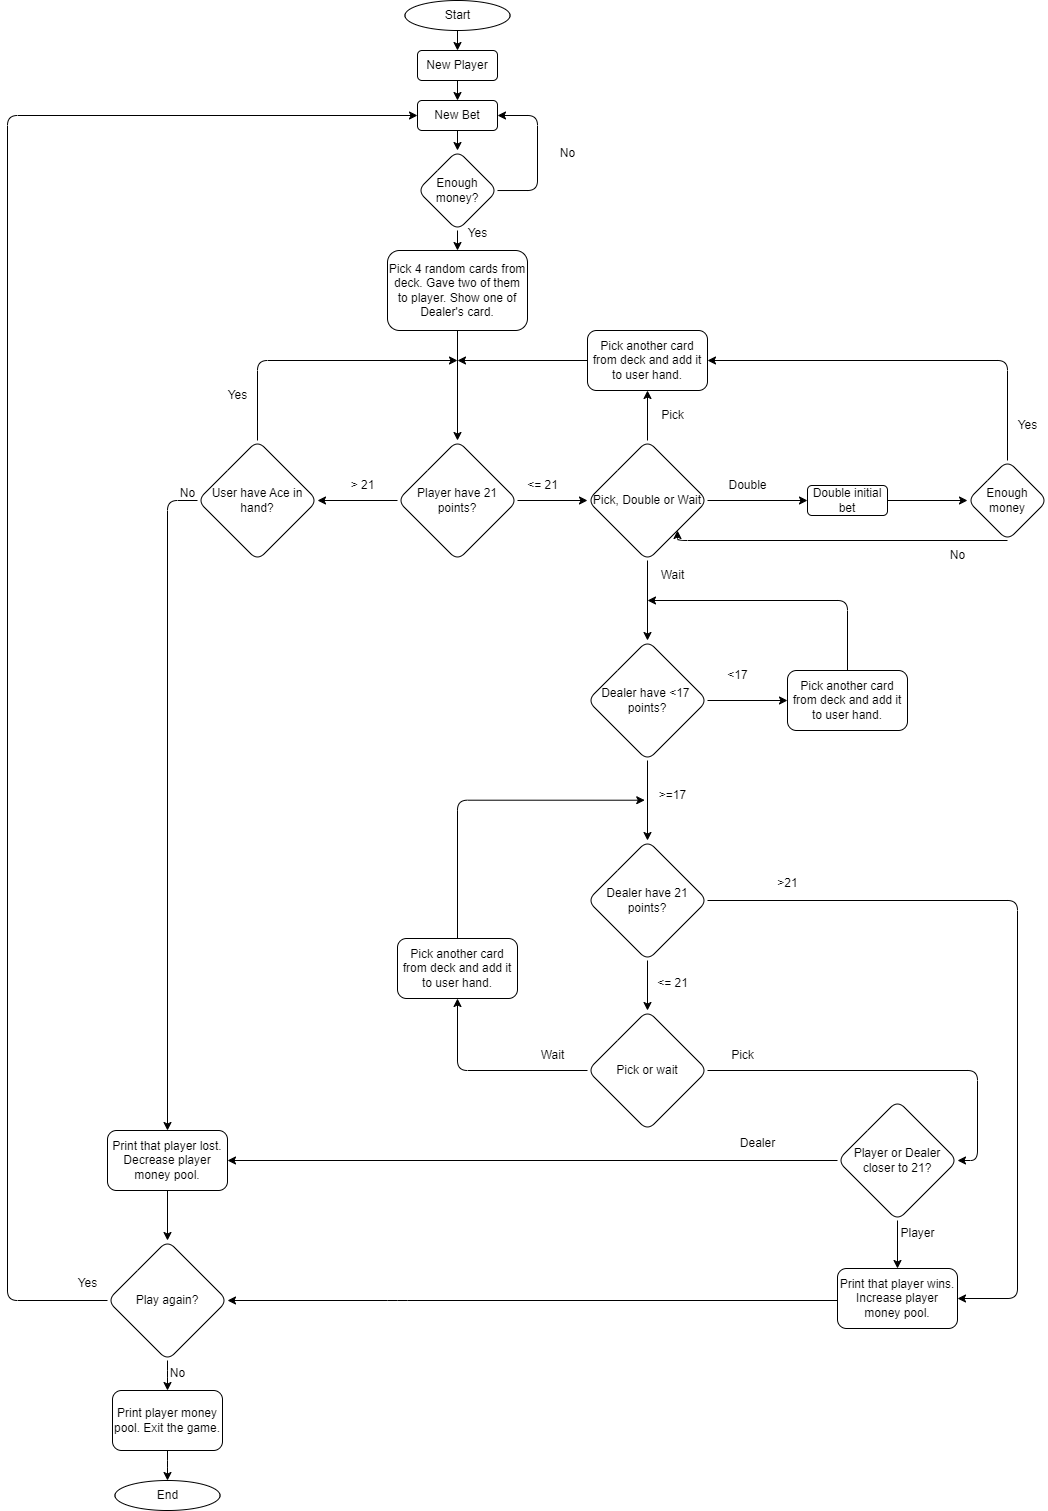 Start
New Player
New Bet
No
Enough
money?
Yes
Pick 4 random cards from
deck. Gave two of them
to player. Show one of
Dealer's card.
Pick another card
from deck and add it
to user hand.
Yes
Pick
Yes
No
User have Ace in
hand?
> 21
Player have 21
points?
<= 21
Pick, Double or Wait
Double
Double initial
bet
Enough
money
No
Wait
Dealer have <17
points?
<17
Pick another card
from deck and add it
to user hand.
>=17
Dealer have 21
points?
>21
Pick another card
from deck and add it
to user hand.
<= 21
Wait
Pick or wait
Pick
Print that player lost.
Decrease player
money pool.
Dealer
Player or Dealer
closer to 21?
Player
Yes
Play again?
Print that player wins.
Increase player
money pool.
No
Print player money
pool. Exit the game.
End